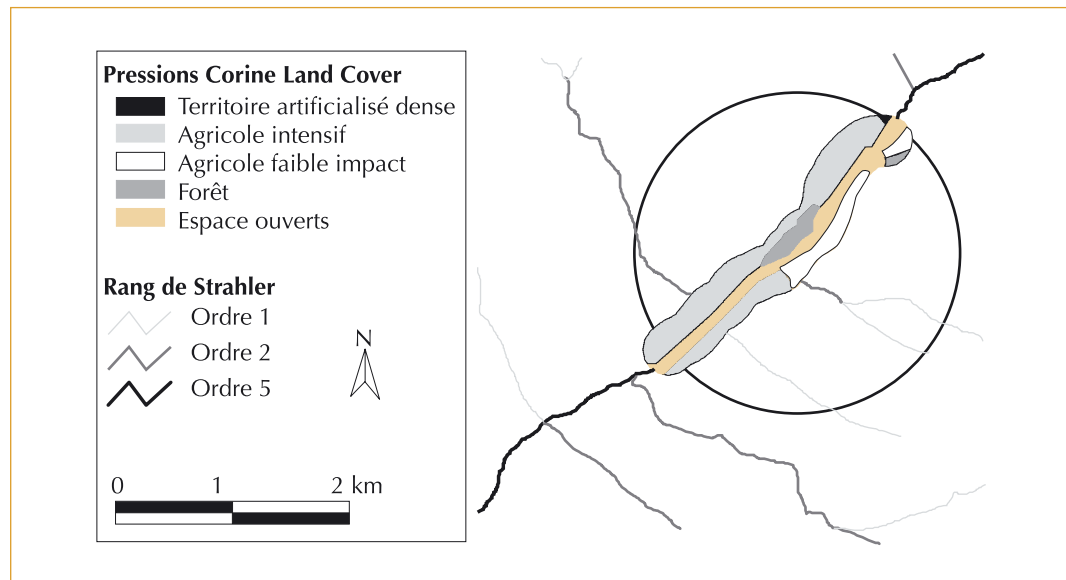 Pressions Corine Land Cover
Territoire artificialisé dense
Agricole intensif
Agricole faible impact
Forêt
Espace ouverts
Rang de Strahler
Ordre 1
Ordre 2
Ordre 5
N
0 1 2 km